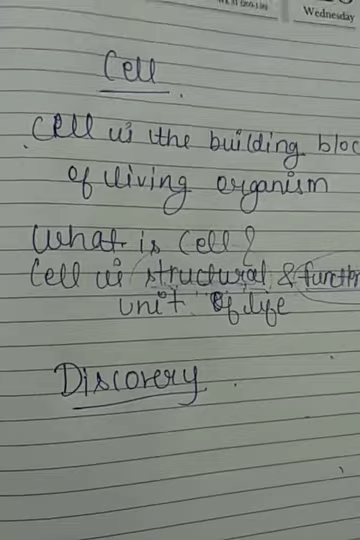 Wednesday
Cell
Cell is the building bloc
of living organism
What is Cell?
Cell is structural & functi
unit of life
Discovery